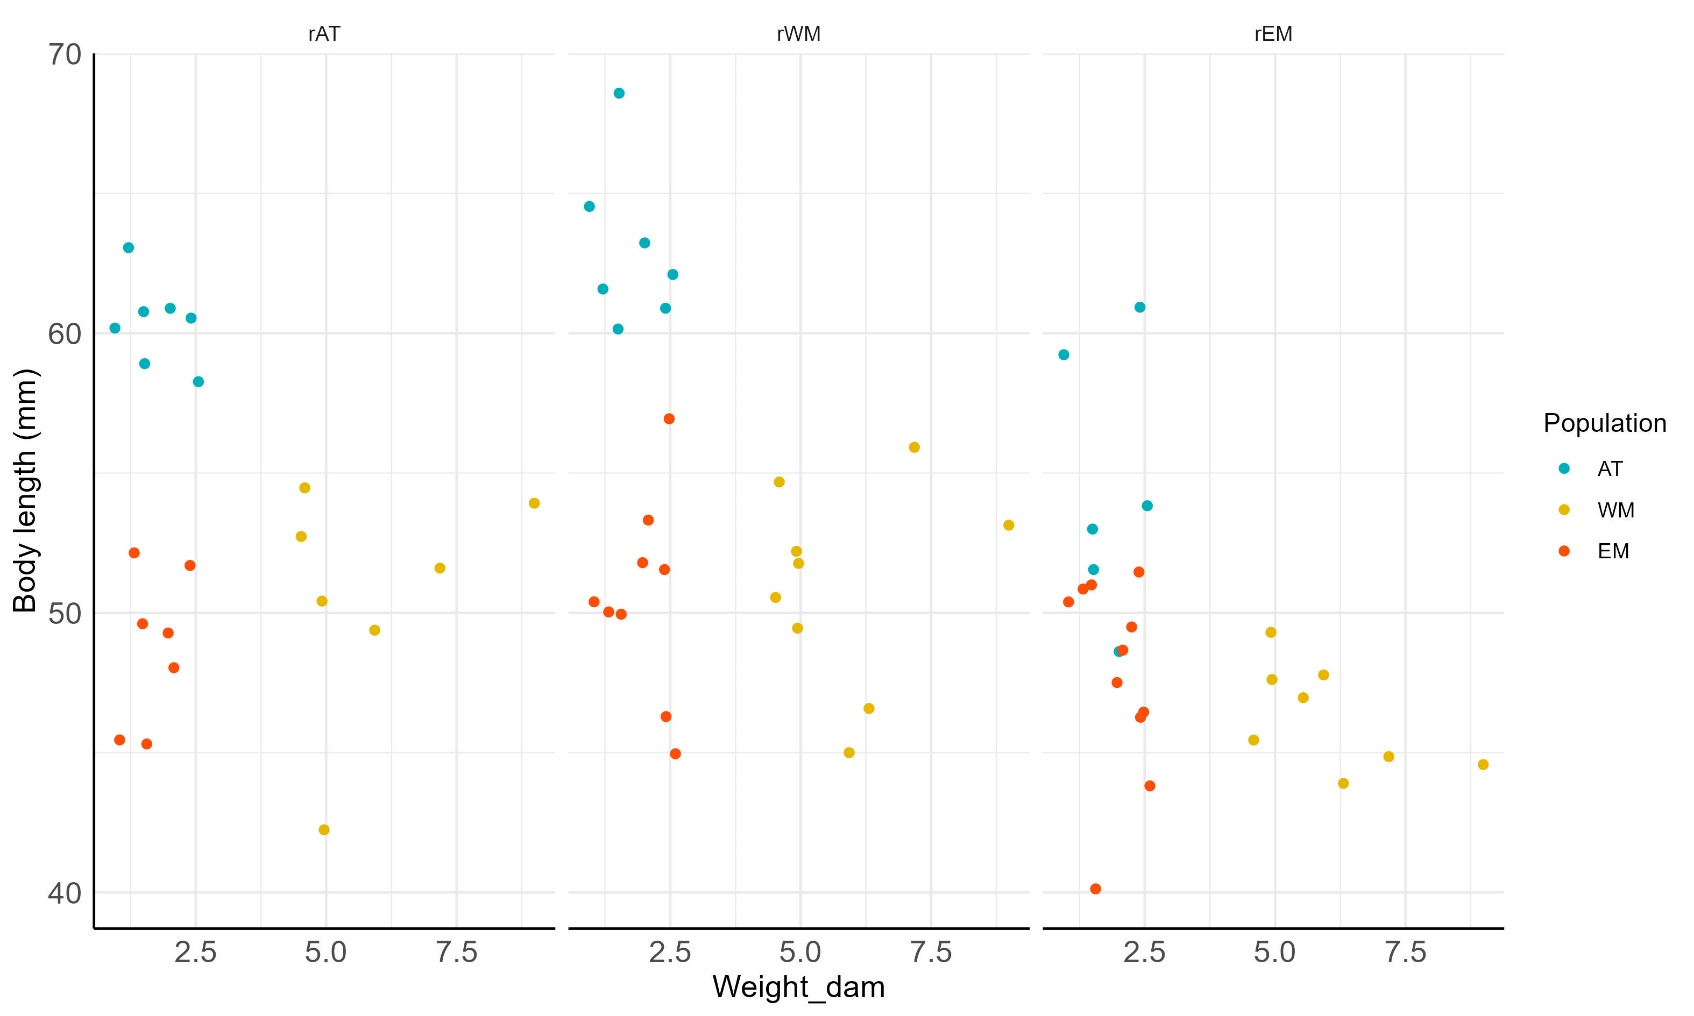 rAT rWM rEM
70
60
50
40
Body length (mm)
2.5 5.0 7.5 2.5 5.0 7.5 2.5 5.0 7.5
Weight_dam
Population
AT
WM
EM